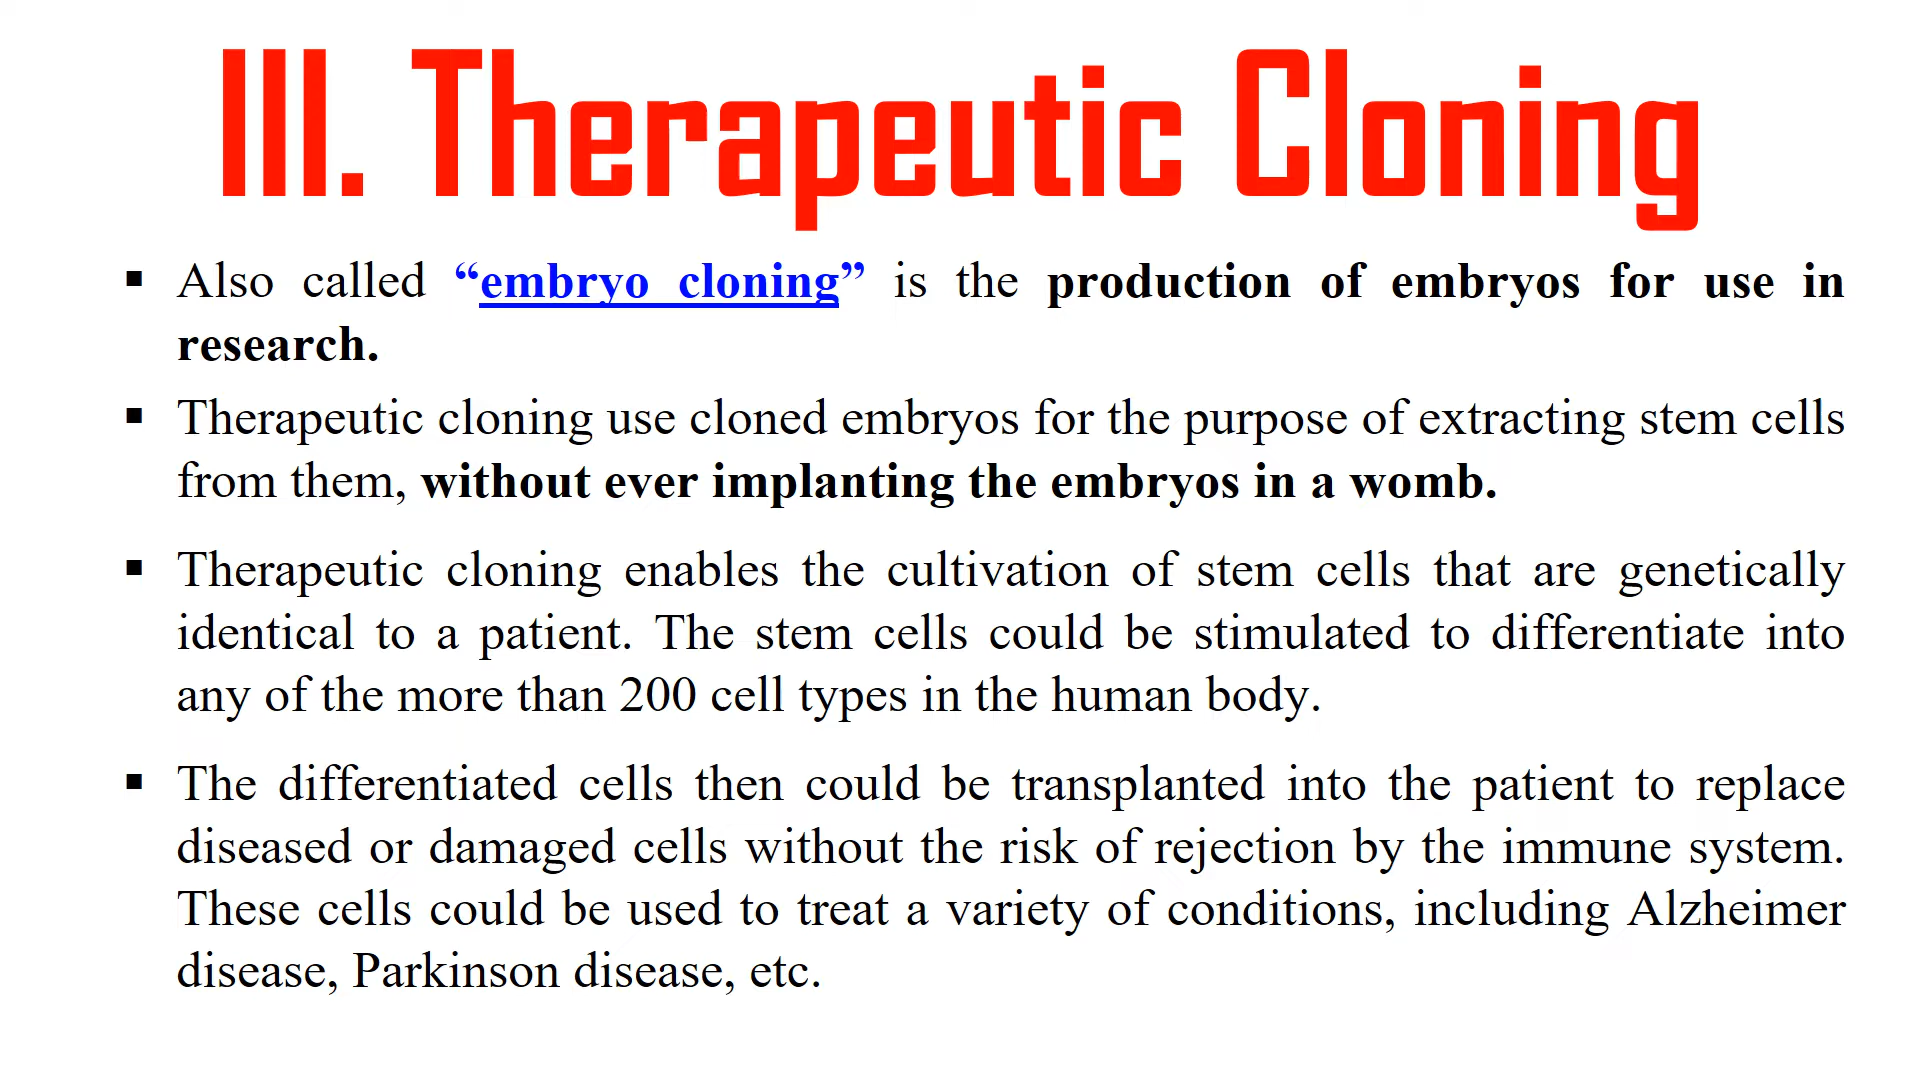 III. Therapeutic Cloning
▪ Also called “embryo cloning” is the production of embryos for use in
research.
▪ Therapeutic cloning use cloned embryos for the purpose of extracting stem cells
from them, without ever implanting the embryos in a womb.
▪ Therapeutic cloning enables the cultivation of stem cells that are genetically
identical to a patient. The stem cells could be stimulated to differentiate into
any of the more than 200 cell types in the human body.
▪ The differentiated cells then could be transplanted into the patient to replace
diseased or damaged cells without the risk of rejection by the immune system.
These cells could be used to treat a variety of conditions, including Alzheimer
disease, Parkinson disease, etc.